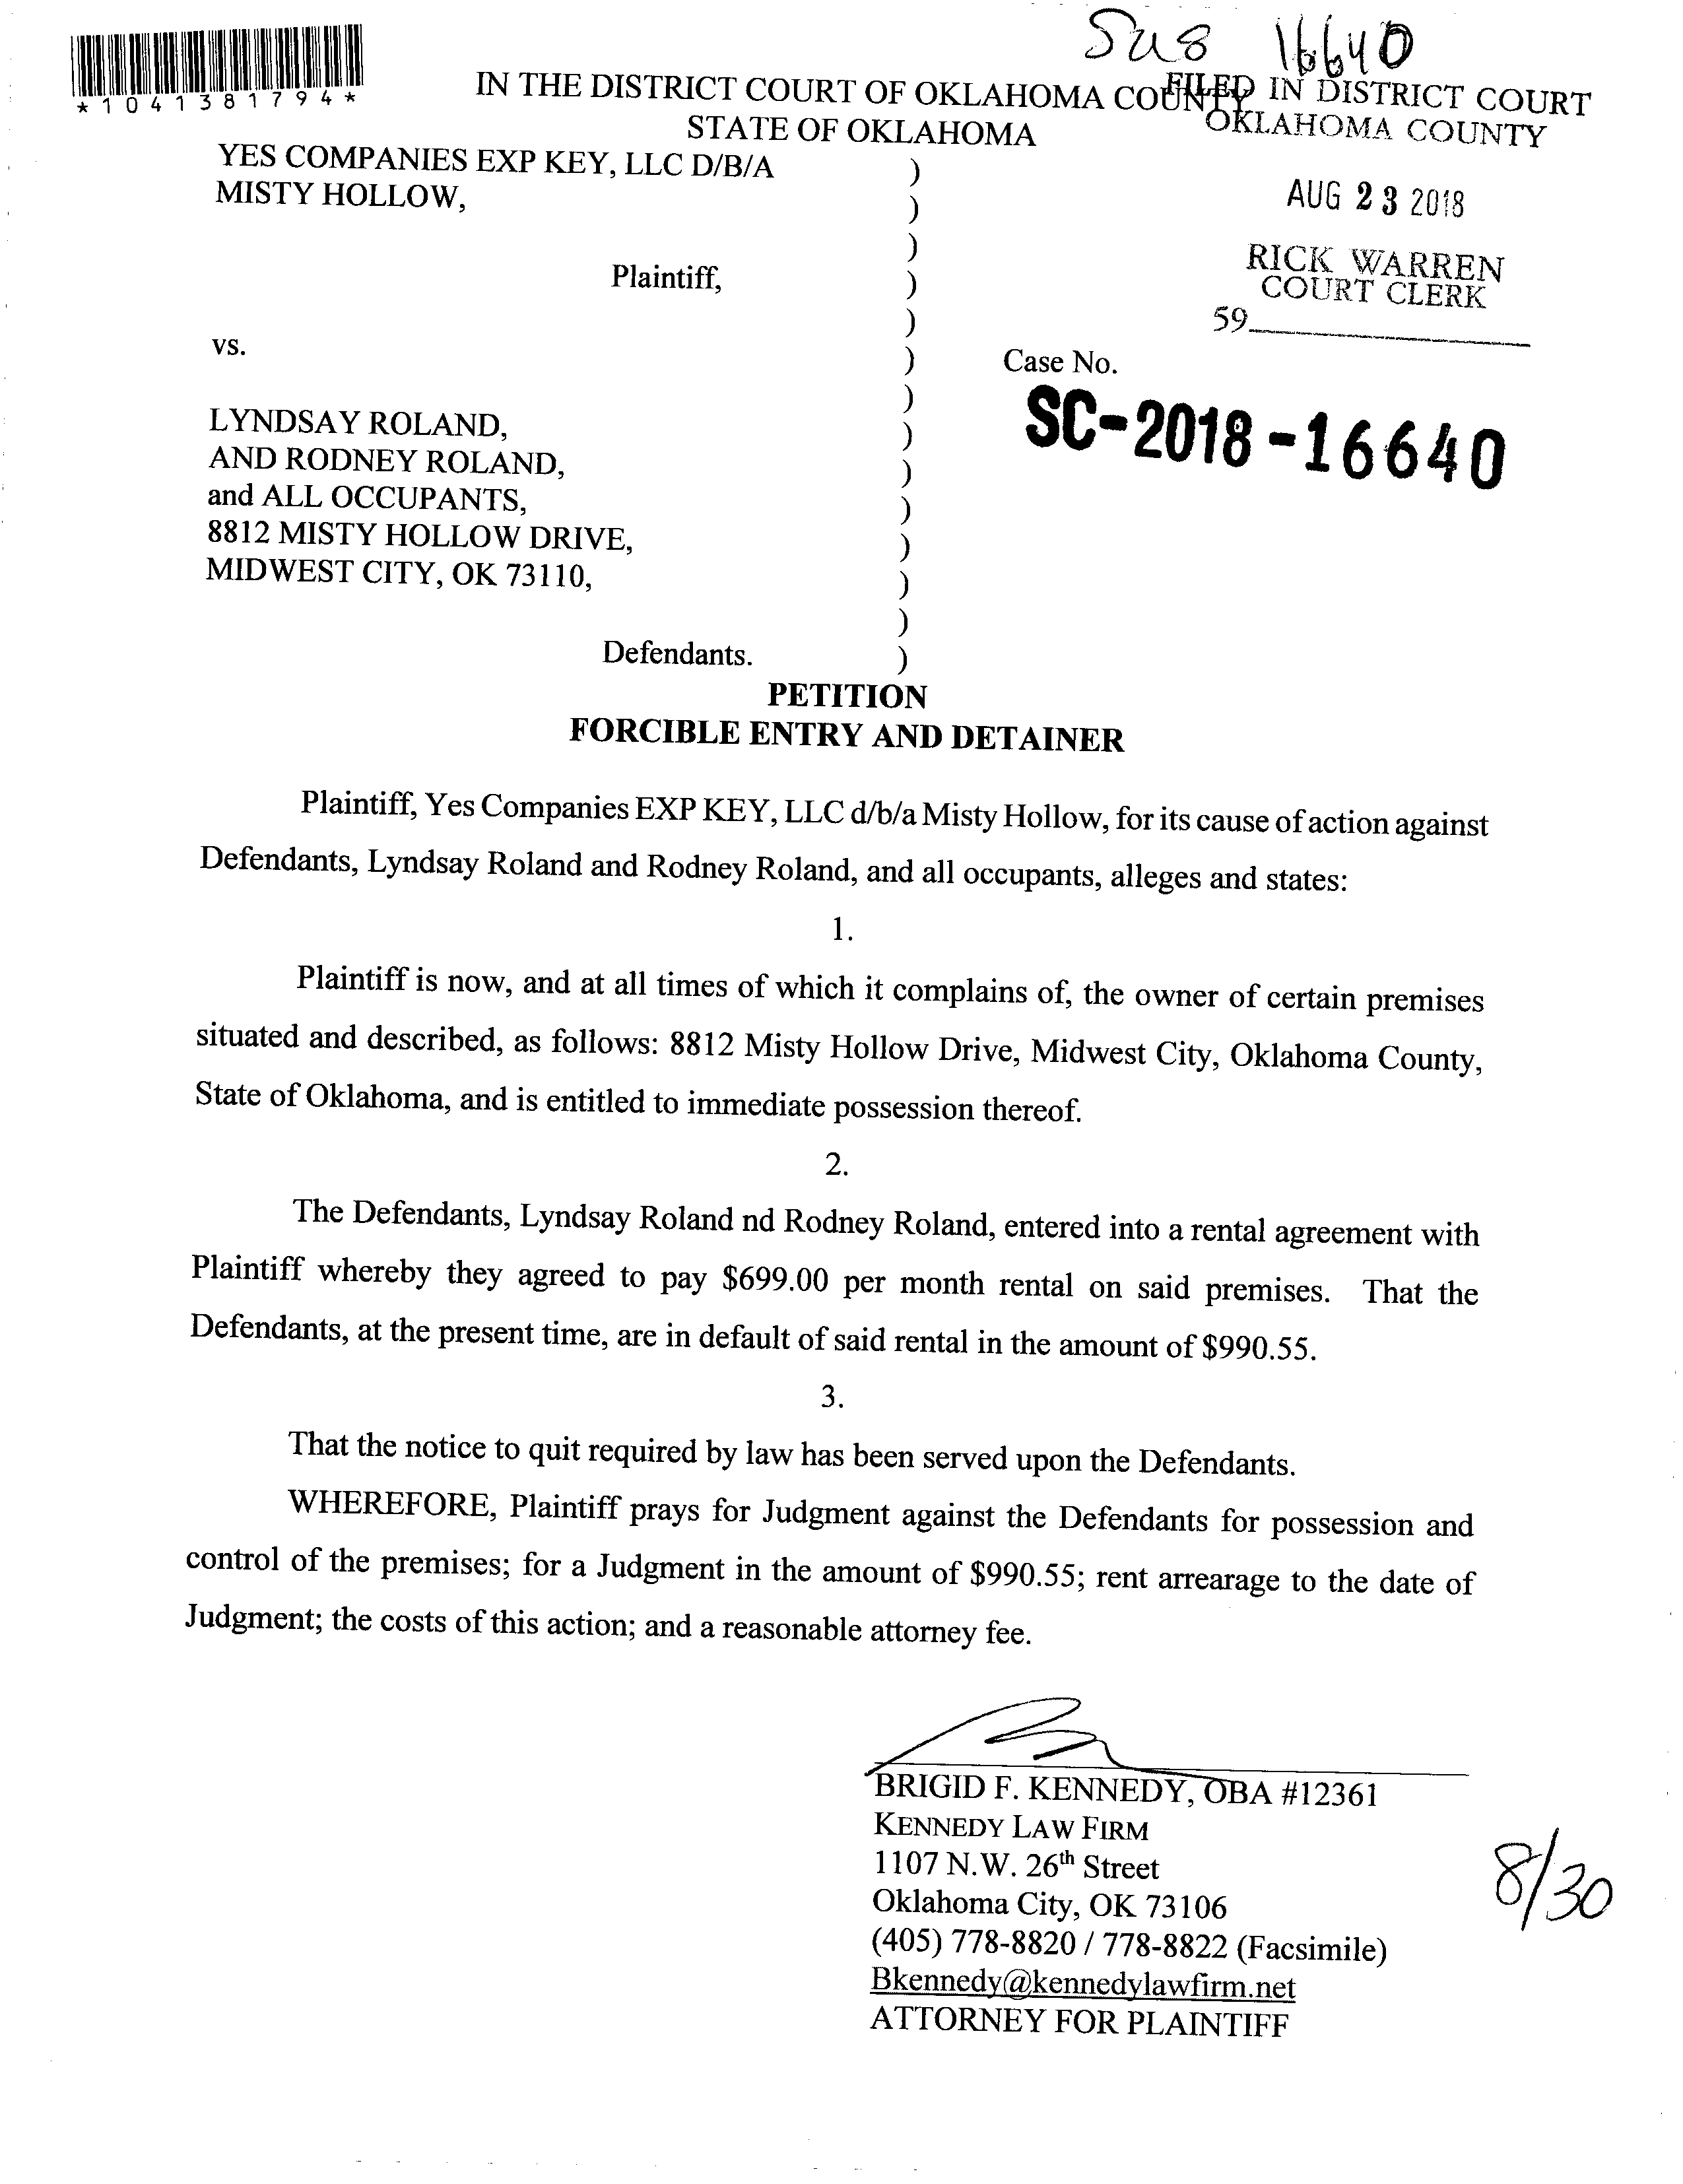 Sus 16640
*1041381794*
IN THE DISTRICT COURT OF OKLAHOMA COUNTY
STATE OF OKLAHOMA
FILED IN DISTRICT COURT
OKLAHOMA COUNTY
AUG 23 2018
RICK WARREN
COURT CLERK
59
YES COMPANIES EXP KEY, LLC D/B/A )
MISTY HOLLOW, )
)
Plaintiff, )
)
vs. )
)
LYNDSAY ROLAND, )
AND RODNEY ROLAND, )
and ALL OCCUPANTS, )
8812 MISTY HOLLOW DRIVE, )
MIDWEST CITY, OK 73110, )
)
Defendants. )
Case No.
SC-2018-16640
PETITION
FORCIBLE ENTRY AND DETAINER
Plaintiff, Yes Companies EXP KEY, LLC d/b/a Misty Hollow, for its cause of action against
Defendants, Lyndsay Roland and Rodney Roland, and all occupants, alleges and states:
1.
Plaintiff is now, and at all times of which it complains of, the owner of certain premises
situated and described, as follows: 8812 Misty Hollow Drive, Midwest City, Oklahoma County,
State of Oklahoma, and is entitled to immediate possession thereof.
2.
The Defendants, Lyndsay Roland nd Rodney Roland, entered into a rental agreement with
Plaintiff whereby they agreed to pay $699.00 per month rental on said premises. That the
Defendants, at the present time, are in default of said rental in the amount of $990.55.
3.
That the notice to quit required by law has been served upon the Defendants.
WHEREFORE, Plaintiff prays for Judgment against the Defendants for possession and
control of the premises; for a Judgment in the amount of $990.55; rent arrearage to the date of
Judgment; the costs of this action; and a reasonable attorney fee.
BRIGID F. KENNEDY, OBA #12361
KENNEDY LAW FIRM
1107 N.W. 26th Street
Oklahoma City, OK 73106
(405) 778-8820 / 778-8822 (Facsimile)
Bkennedy@kennedylawfirm.net
ATTORNEY FOR PLAINTIFF
8/30